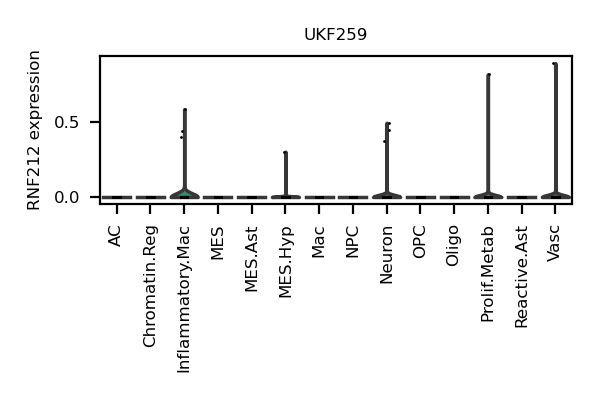 UKF259
RNF212 expression
0.5
0.0
AC
Chromatin.Reg
Inflammatory.Mac
MES
MES.Ast
MES.Hyp
Mac
NPC
Neuron
OPC
Oligo
Prolif.Metab
Reactive.Ast
Vasc